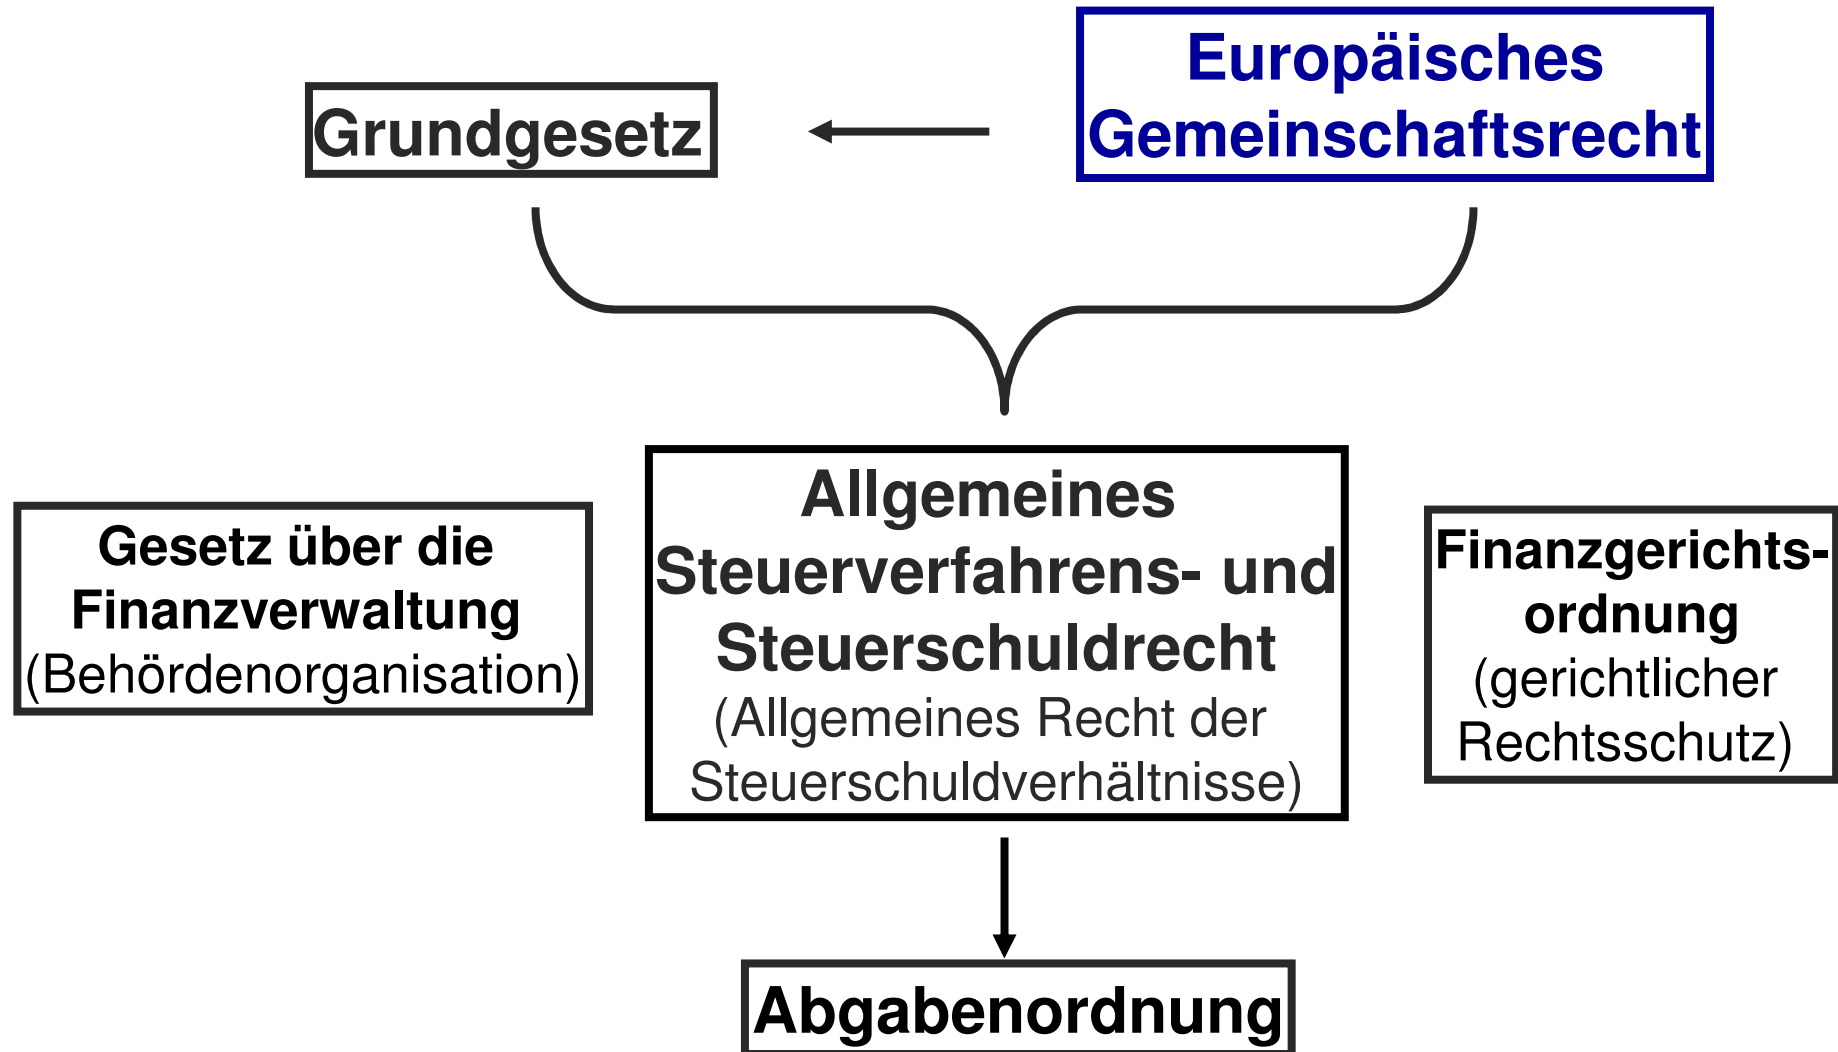 Europäisches
Gemeinschaftsrecht
Grundgesetz
Gesetz über die
Finanzverwaltung
(Behördenorganisation)
Allgemeines
Steuerverfahrens- und
Steuerschuldrecht
(Allgemeines Recht der
Steuerschuldverhältnisse)
Finanzgerichts-
ordnung
(gerichtlicher
Rechtsschutz)
Abgabenordnung